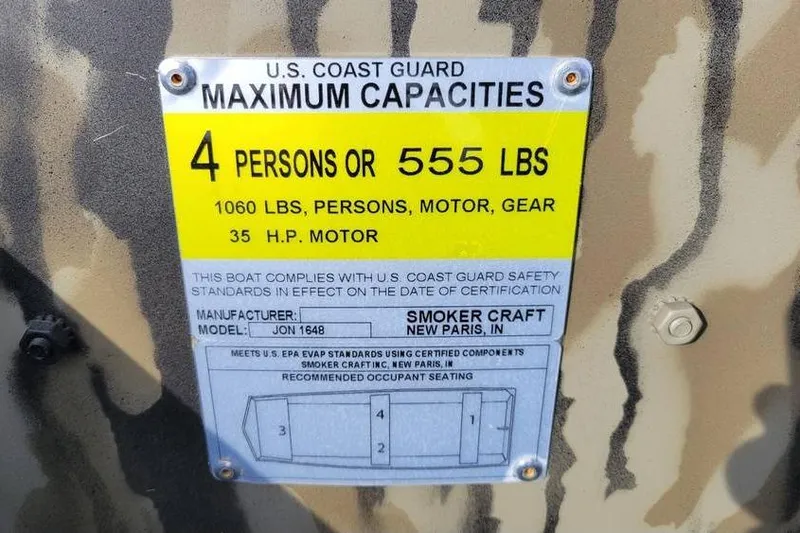 U.S. COAST GUARD
MAXIMUM CAPACITIES
4 PERSONS OR 555 LBS
1060 LBS, PERSONS, MOTOR, GEAR
35 H.P. MOTOR
THIS BOAT COMPLIES WITH U.S. COAST GUARD SAFETY
STANDARDS IN EFFECT ON THE DATE OF CERTIFICATION
MANUFACTURER: SMOKER CRAFT
MODEL: JON 1648 NEW PARIS, IN
MEETS U.S. EPA EVAP STANDARDS USING CERTIFIED COMPONENTS
SMOKER CRAFT INC, NEW PARIS, IN
RECOMMENDED OCCUPANT SEATING
3 4 1
2